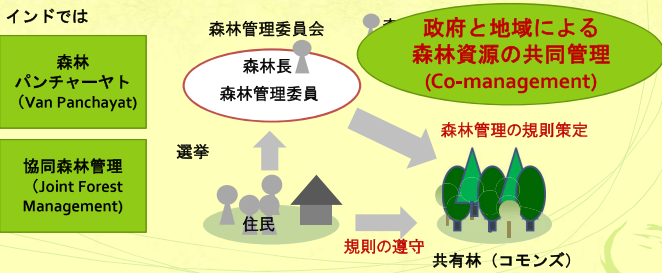 インドでは
森林
パンチャーヤト
（Van Panchayat)
協同森林管理
（Joint Forest
Management)
森林管理委員会
森林長
森林管理委員
選挙
住民
政府と地域による
森林資源の共同管理
(Co-management)
森林管理の規則策定
規則の遵守
共有林（コモンズ）